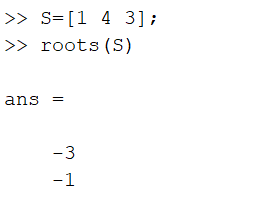 >> S=[1 4 3];
>> roots(S)
ans =
-3
-1